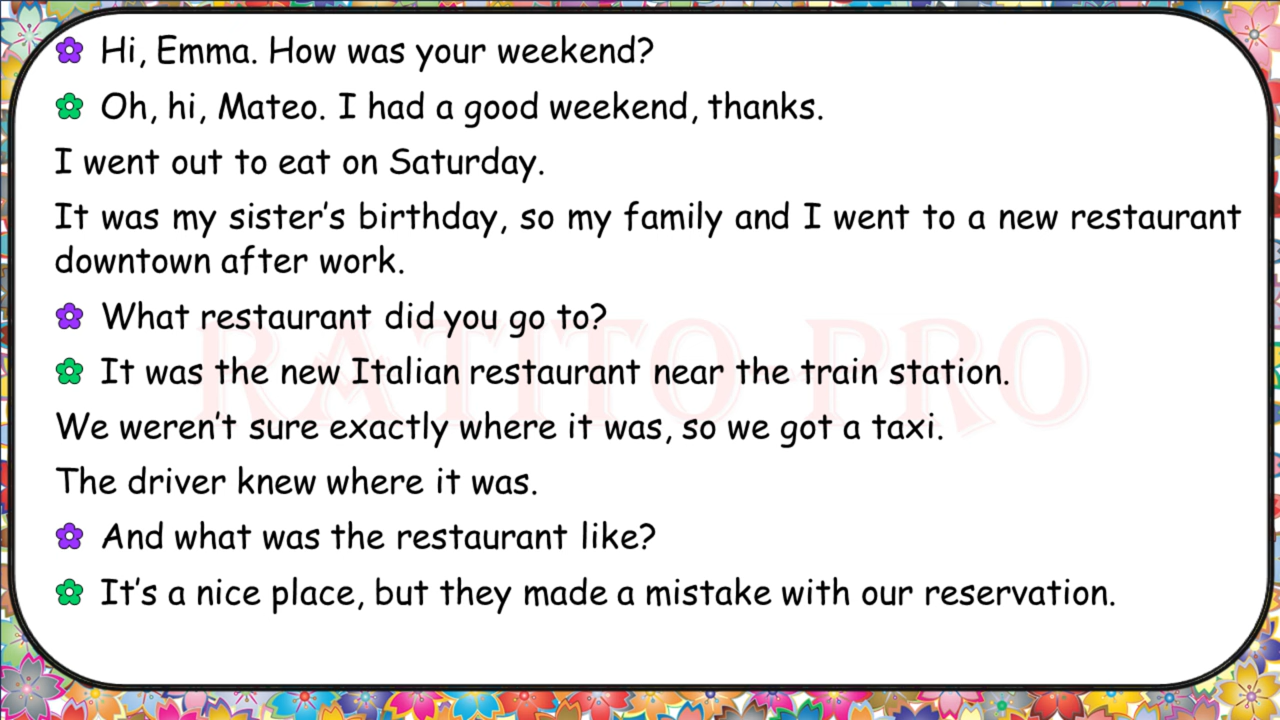 Hi, Emma. How was your weekend?
Oh, hi, Mateo. I had a good weekend, thanks.
I went out to eat on Saturday.
It was my sister's birthday, so my family and I went to a new restaurant
downtown after work.
What restaurant did you go to?
RATITO PRO
It was the new Italian restaurant near the train station.
We weren't sure exactly where it was, so we got a taxi.
The driver knew where it was.
And what was the restaurant like?
It's a nice place, but they made a mistake with our reservation.